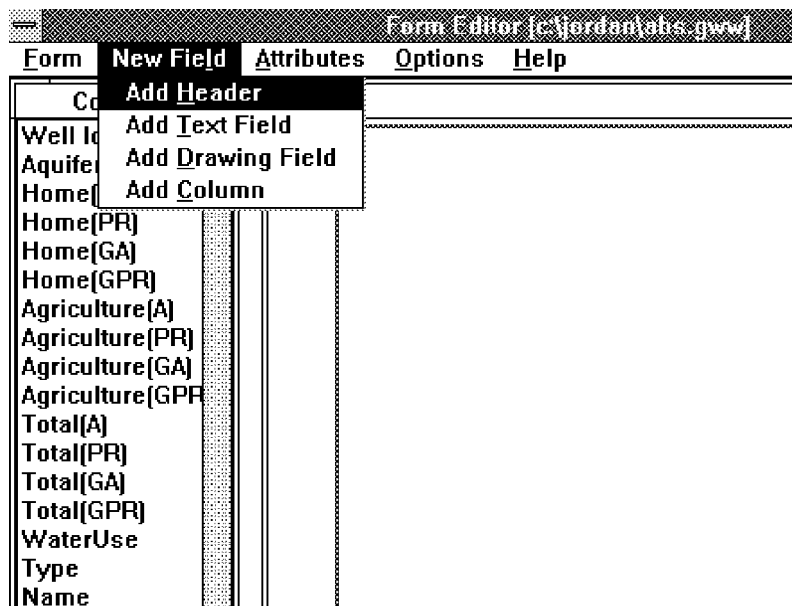 Form Editor [c:\jordan\abs.gww]
Form New Field Attributes Options Help
Add Header
Add Text Field
Add Drawing Field
Add Column
Co
Well Id
Aquifer
Home(
Home(PR)
Home(GA)
Home(GPR)
Agriculture(A)
Agriculture(PR)
Agriculture(GA)
Agriculture(GPR
Total(A)
Total(PR)
Total(GA)
Total(GPR)
WaterUse
Type
Name